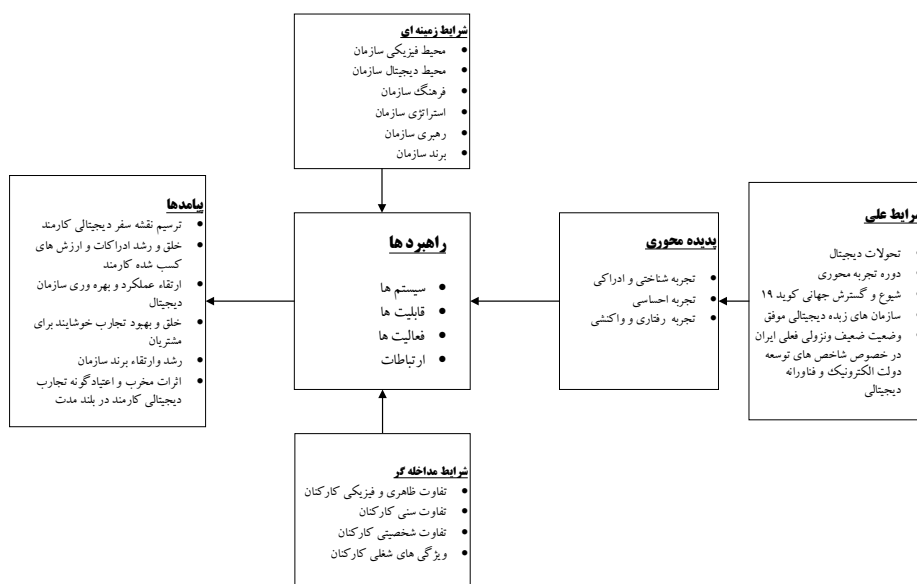 شرایط زمینه ای
محیط فیزیکی سازمان
محیط دیجیتال سازمان
فرهنگ سازمان
استراتژی سازمان
رهبری سازمان
برند سازمان
شرایط علی
تحولات دیجیتال
دوره تجربه محوری
شیوع و گسترش جهانی کوید ۱۹
سازمان های زبده دیجیتالی موفق
وضعیت ضعیف ونزولی فعلی ایران
در خصوص شاخص های توسعه
دولت الکترونیک و فناورانه
دیجیتالی
پدیده محوری
تجربه شناختی و ادراکی
تجربه احساسی
تجربه رفتاری و واکنشی
راهبردها
سیستم ها
قابلیت ها
فعالیت ها
ارتباطات
پیامدها
ترسیم نقشه سفر دیجیتالی کارمند
خلق و رشد ادراکات و ارزش های
کسب شده کارمند
ارتقاء عملکرد و بهره وری سازمان
دیجیتال
خلق و بهبود تجارب خوشایند برای
مشتریان
رشد وارتقاء برند سازمان
اثرات مخرب و اعتیادگونه تجارب
دیجیتالی کارمند در بلند مدت
شرایط مداخله گر
تفاوت ظاهری و فیزیکی کارکنان
تفاوت سنی کارکنان
تفاوت شخصیتی کارکنان
ویژگی های شغلی کارکنان